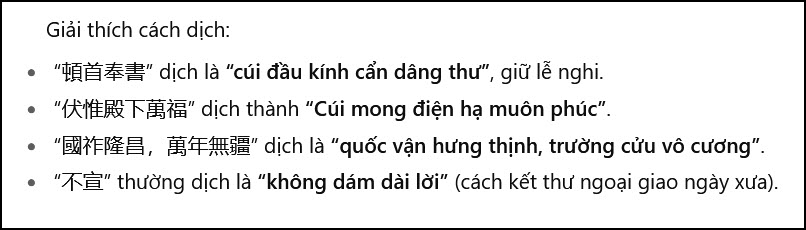 Giải thích cách dịch:
• “頓首奉書” dịch là “cúi đầu kính cẩn dâng thư”, giữ lễ nghi.
• “伏惟殿下萬福” dịch thành “Cúi mong điện hạ muôn phúc”.
• “國祚隆昌，萬年無疆” dịch là “quốc vận hưng thịnh, trường cửu vô cương”.
• “不宣” thường dịch là “không dám dài lời” (cách kết thư ngoại giao ngày xưa).